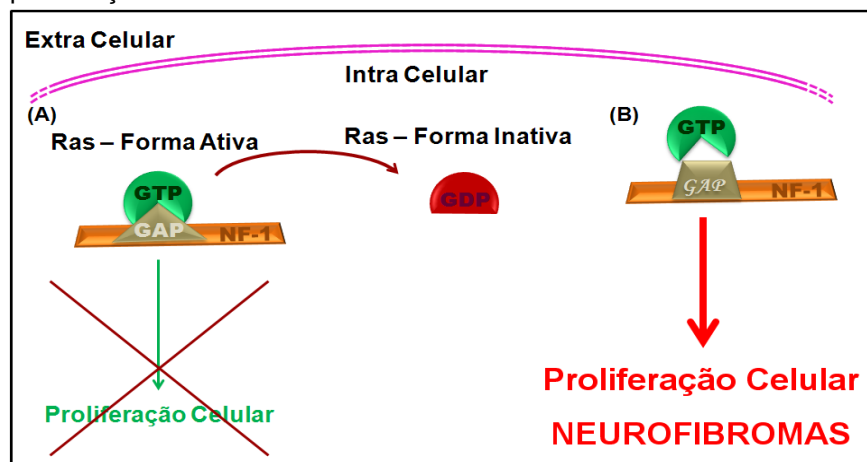 Extra Celular
Intra Celular
(A)
Ras – Forma Ativa
Ras – Forma Inativa
(B)
GTP
GAP
NF-1
GDP
GTP
GAP
NF-1
Proliferação Celular
Proliferação Celular
NEUROFIBROMAS